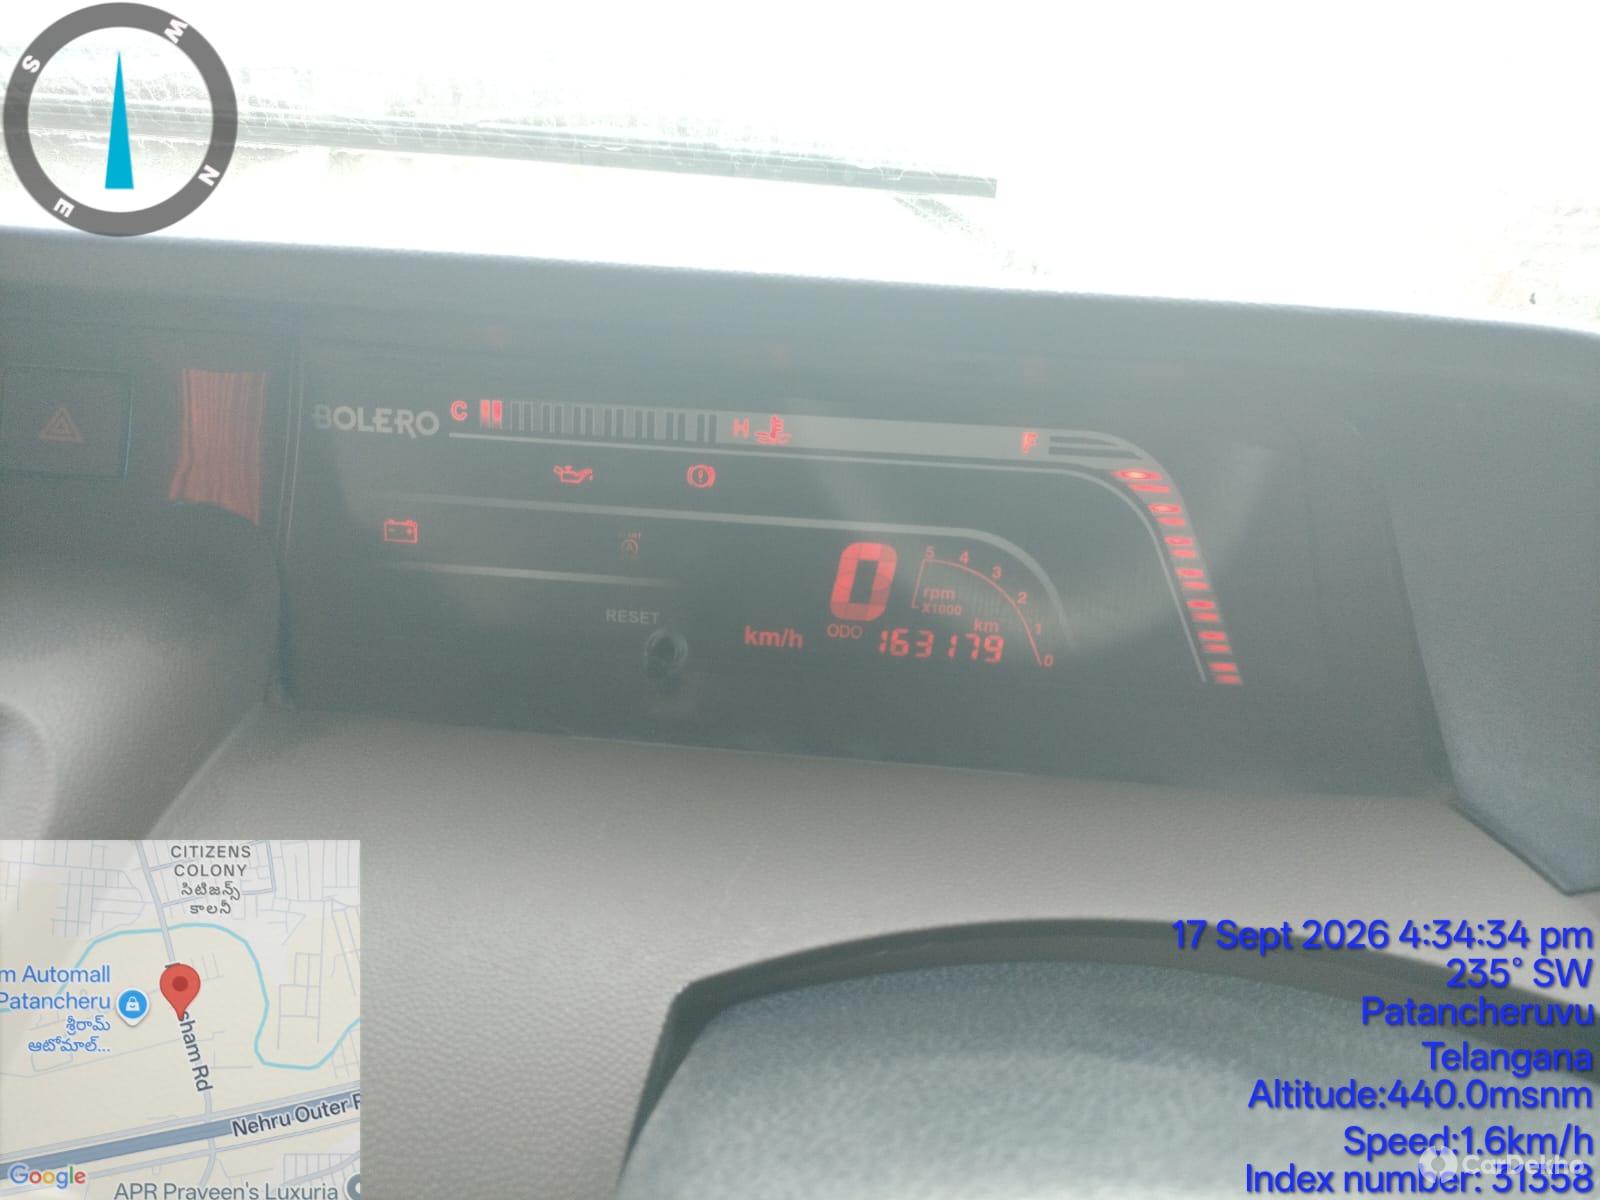 W
S
N
E
BOLERO C H F
RESET
km/h
0
5 4 3 2 1 0
rpm
X1000
ODO 163179 km
CITIZENS
COLONY
సిటిజన్స్
కాలనీ
m Automall
Patancheru
శ్రీరామ్
ఆటోమాల్...
sham Rd
Nehru Outer R
Google
APR Praveen's Luxuria
17 Sept 2026 4:34:34 pm
235° SW
Patancheruvu
Telangana
Altitude:440.0msnm
Speed:1.6km/h
Index number: 31358
CarDekho